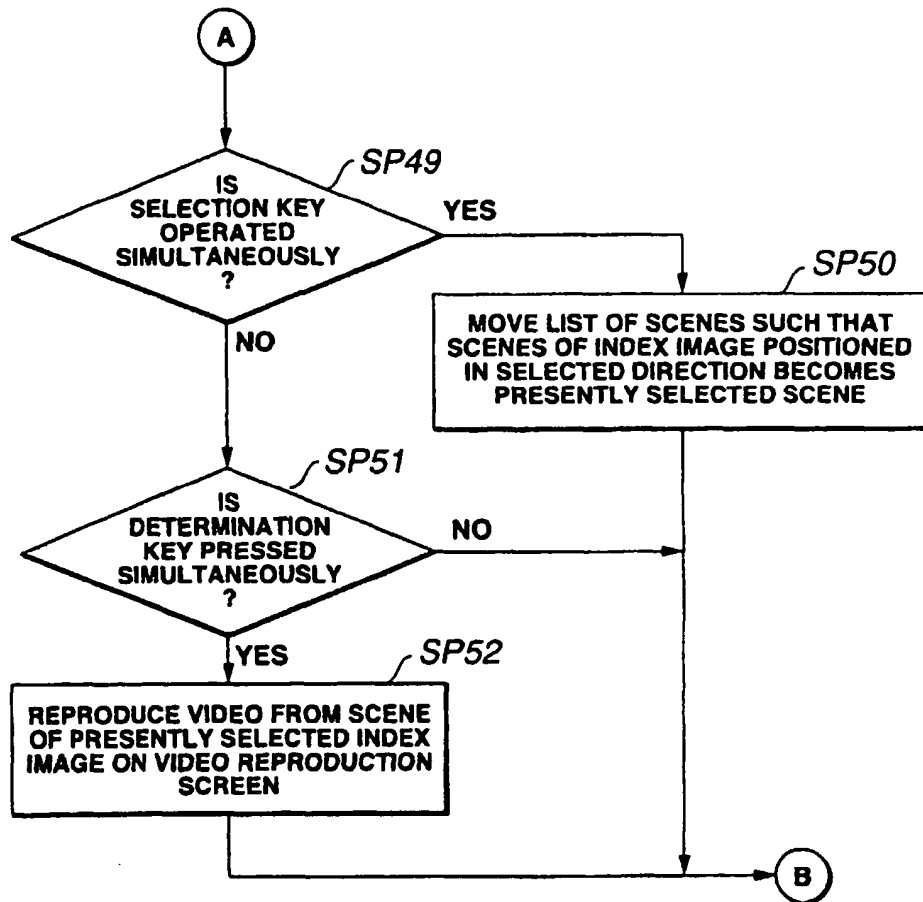 A
SP49
IS
SELECTION KEY
OPERATED
SIMULTANEOUSLY
?
YES
NO
SP50
MOVE LIST OF SCENES SUCH THAT
SCENES OF INDEX IMAGE POSITIONED
IN SELECTED DIRECTION BECOMES
PRESENTLY SELECTED SCENE
SP51
IS
DETERMINATION
KEY PRESSED
SIMULTANEOUSLY
?
NO
YES
SP52
REPRODUCE VIDEO FROM SCENE
OF PRESENTLY SELECTED INDEX
IMAGE ON VIDEO REPRODUCTION
SCREEN
B